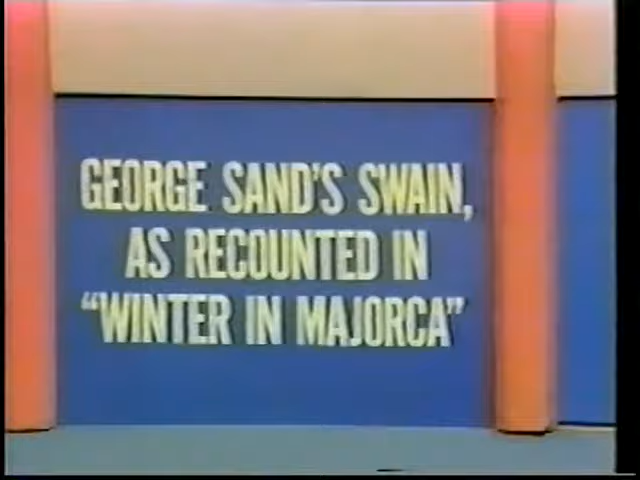 GEORGE SAND'S SWAIN,
AS RECOUNTED IN
"WINTER IN MAJORCA"